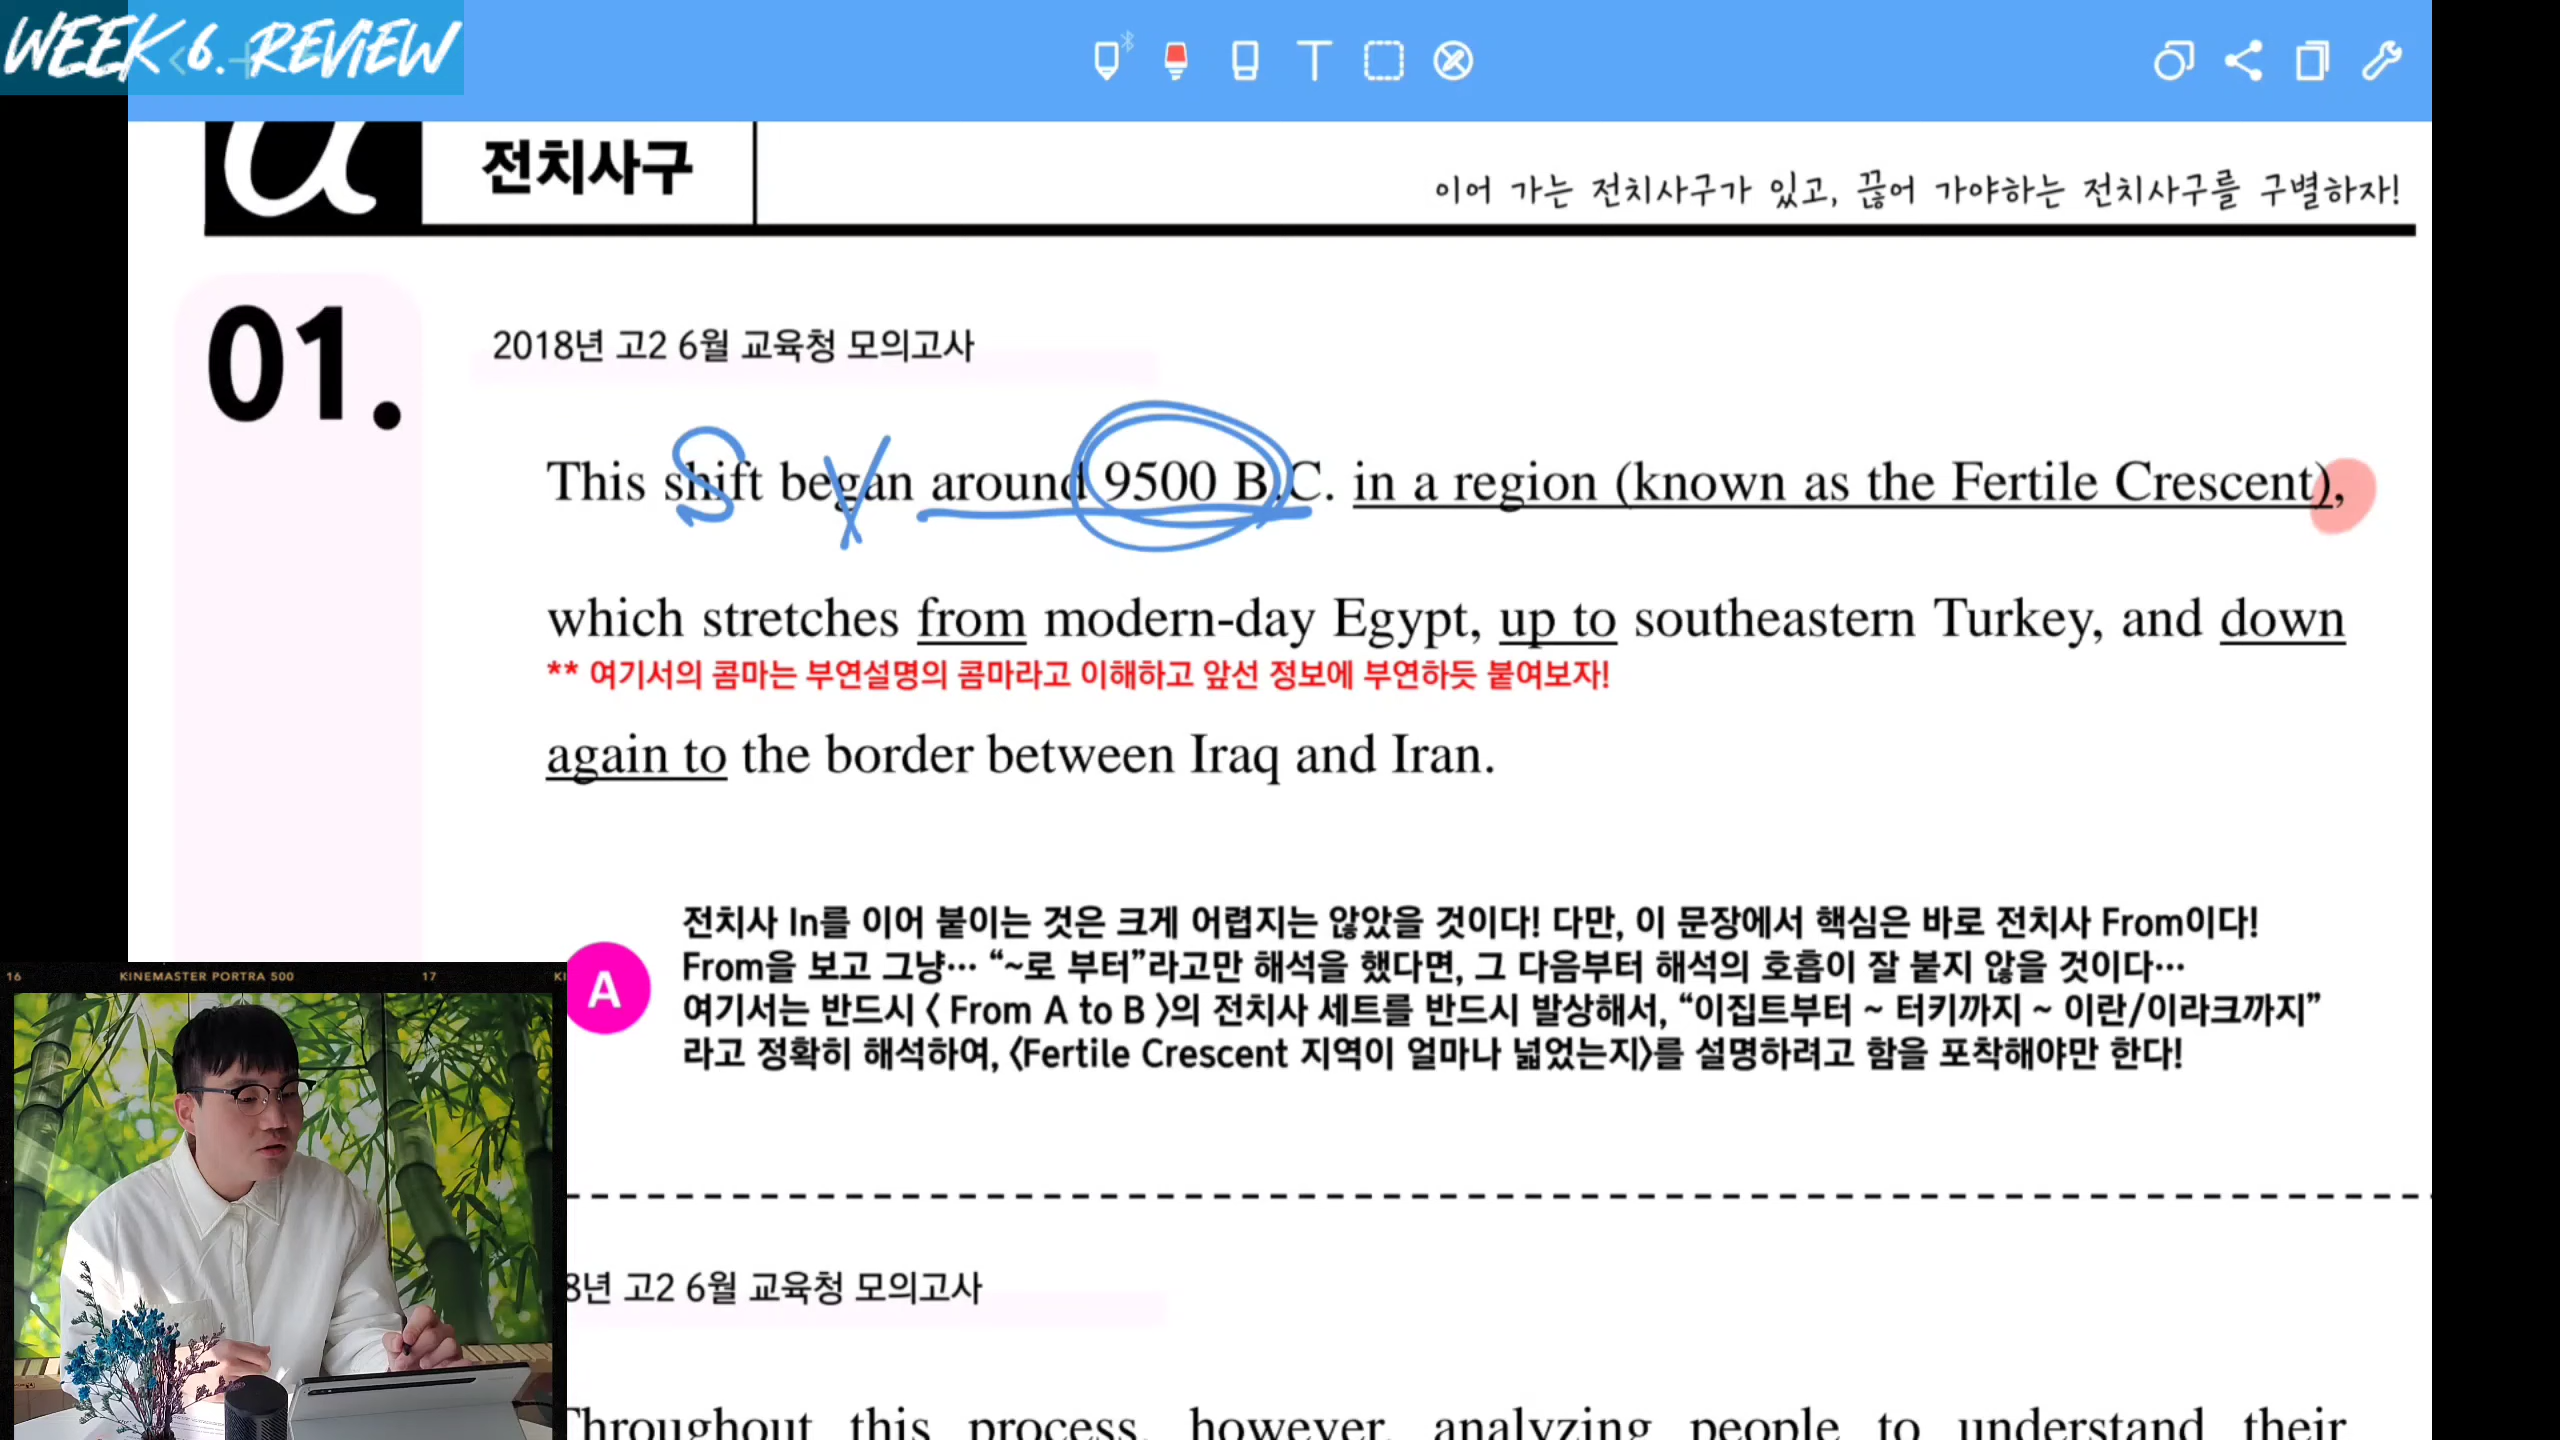 WEEK 6. REVIEW
전치사구
이어 가는 전치사구가 있고, 끊어 가야하는 전치사구를 구별하자!
01.
2018년 고2 6월 교육청 모의고사
S V
This shift began around 9500 B.C. in a region (known as the Fertile Crescent),
which stretches from modern-day Egypt, up to southeastern Turkey, and down
** 여기서의 콤마는 부연설명의 콤마라고 이해하고 앞선 정보에 부연하듯 붙여보자!
again to the border between Iraq and Iran.
A
전치사 In를 이어 붙이는 것은 크게 어렵지는 않았을 것이다! 다만, 이 문장에서 핵심은 바로 전치사 From이다!
From을 보고 그냥… “~로 부터”라고만 해석을 했다면, 그 다음부터 해석의 호흡이 잘 붙지 않을 것이다…
여기서는 반드시 〈 From A to B 〉의 전치사 세트를 반드시 발상해서, “이집트부터 ~ 터키까지 ~ 이란/이라크까지”
라고 정확히 해석하여, 〈Fertile Crescent 지역이 얼마나 넓었는지〉를 설명하려고 함을 포착해야만 한다!
16 KINEMASTER PORTRA 500 17 KI
8년 고2 6월 교육청 모의고사
Throughout this process, however, analyzing people to understand their